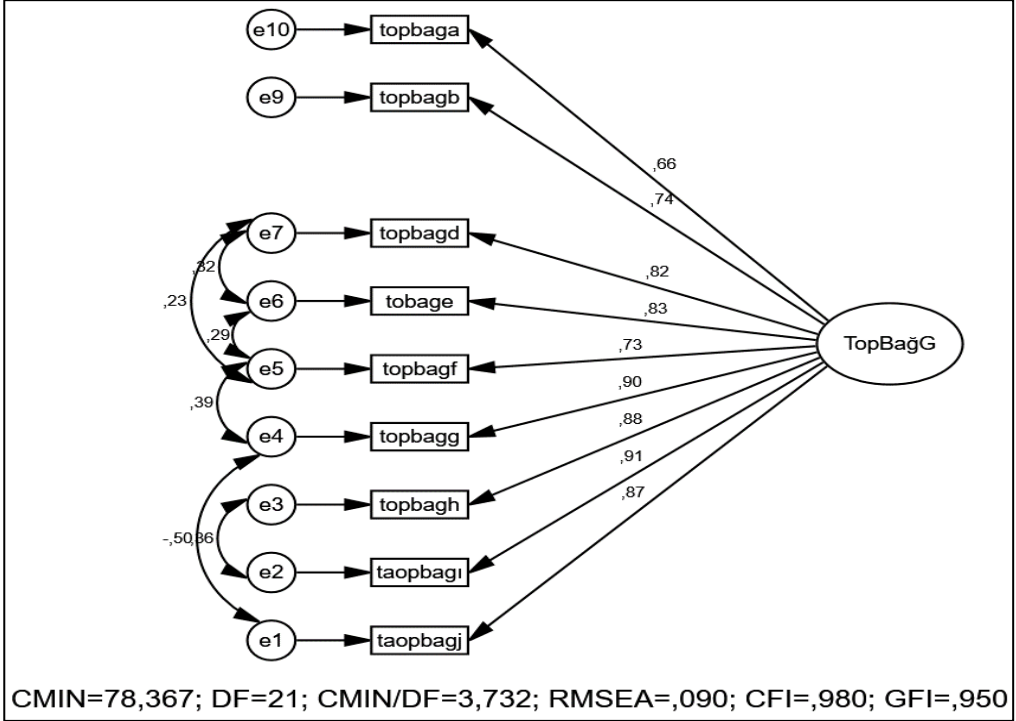 e10 topbaga
e9 topbagb
,66
,74
e7 topbagd
,82
,32
,23
e6 tobage
,83
,29
,73
e5 topbagf
TopBağG
,90
,39
e4 topbagg
,88
,91
e3 topbagh
,87
-,50
,36
e2 taopbagı
e1 taopbagj
CMIN=78,367; DF=21; CMIN/DF=3,732; RMSEA=,090; CFI=,980; GFI=,950